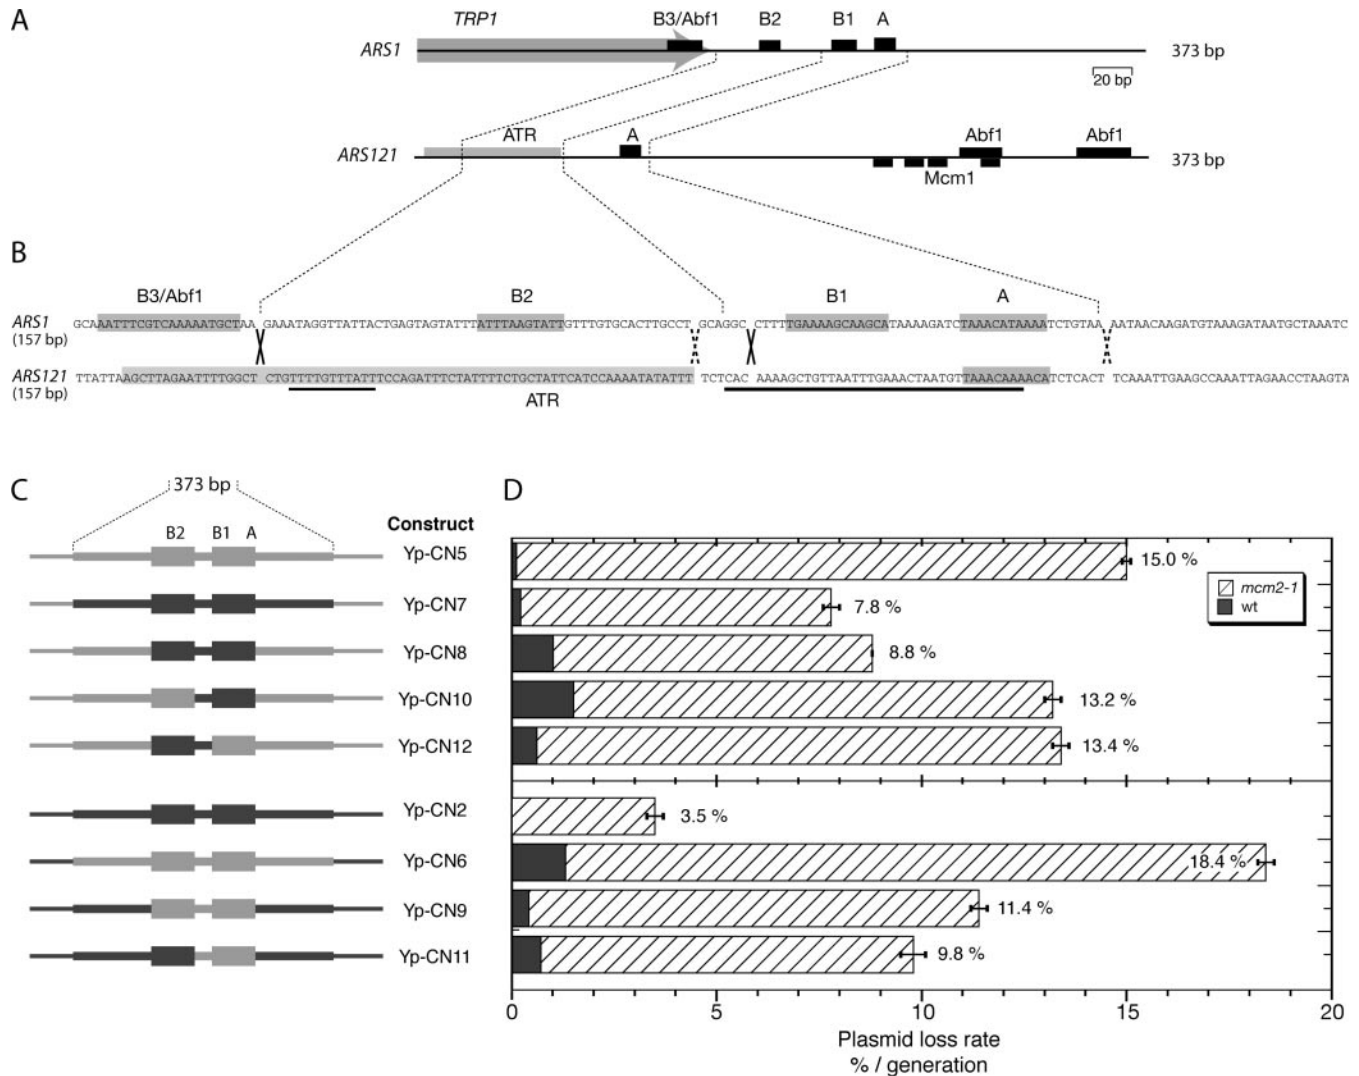 A
TRP1 B3/Abf1 B2 B1 A
ARS1 373 bp
20 bp
ATR A Abf1 Abf1
ARS121 373 bp
Mcm1
B
B3/Abf1 B2 B1 A
ARS1 GCAAATTTCGTCAAAAATGCTAA GAAATAGGTTATTACTGAGTAGTATTTATTTAAGTATTGTTTGTGCACTTGCCT GCAGGC CTTTTGAAAAGCAAGCATAAAAGATCTAAACATAAAATCTGTAA AATAACAAGATGTAAAGATAATGCTAAATC
(157 bp)
ARS121 TTATTAAGCTTAGAATTTTGGCT CTGTTTTGTTTATTTCCAGATTTCTATTTTCTGCTATTCATCCAAAATATATTT TCTCAC AAAAGCTGTTAATTTGAAACTAATGTTAAACAAAACATCTCACT TCAAATTGAAGCCAAATTAGAACCTAAGTA
(157 bp)
ATR
C
373 bp
B2 B1 A
Construct
Yp-CN5
Yp-CN7
Yp-CN8
Yp-CN10
Yp-CN12
Yp-CN2
Yp-CN6
Yp-CN9
Yp-CN11
D
15.0 %
mcm2-1
wt
7.8 %
8.8 %
13.2 %
13.4 %
3.5 %
18.4 %
11.4 %
9.8 %
0 5 10 15 20
Plasmid loss rate
% / generation